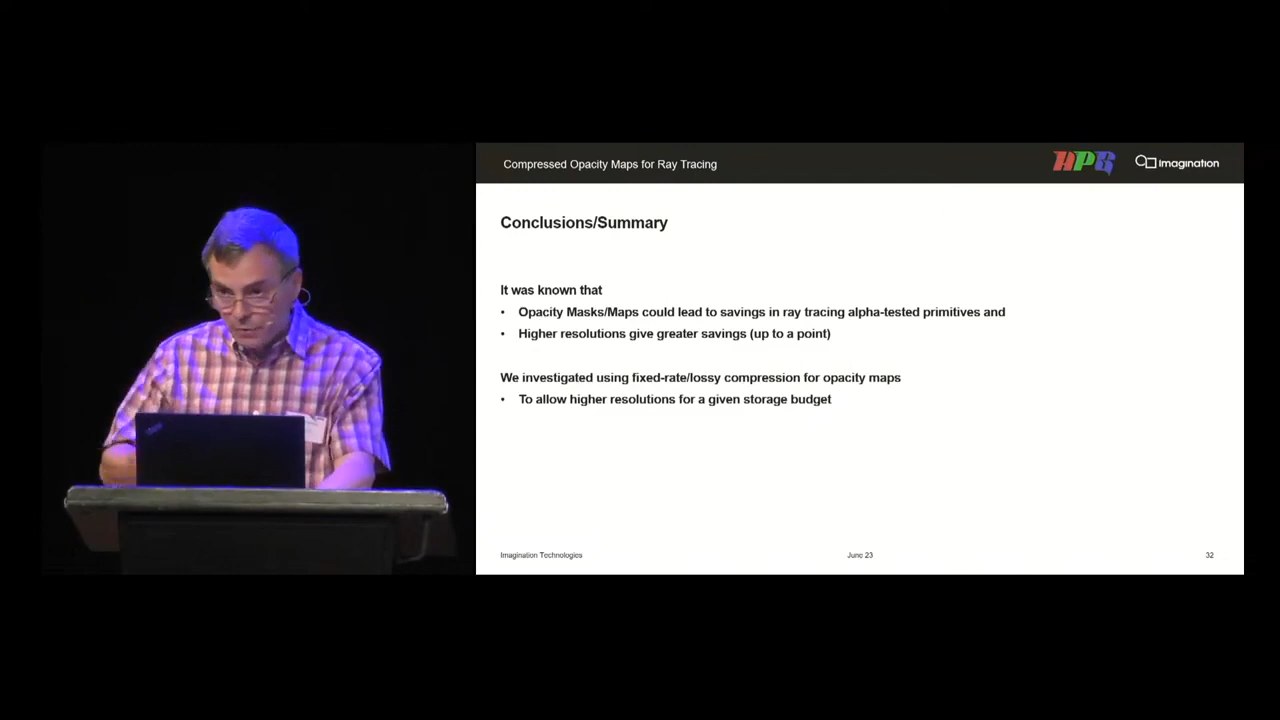 Compressed Opacity Maps for Ray Tracing
HPG
Imagination
Conclusions/Summary
It was known that
• Opacity Masks/Maps could lead to savings in ray tracing alpha-tested primitives and
• Higher resolutions give greater savings (up to a point)
We investigated using fixed-rate/lossy compression for opacity maps
• To allow higher resolutions for a given storage budget
Imagination Technologies
June 23
32